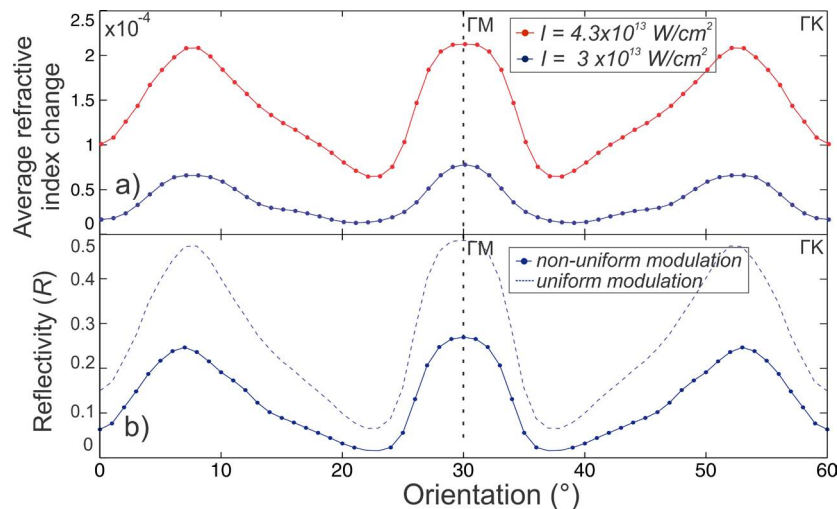 x10⁻⁴
ΓM
ΓK
I = 4.3x10¹³ W/cm²
I = 3 x10¹³ W/cm²
2.5
2
1.5
1
0.5
0
Average refractive
index change
a)
ΓM
ΓK
non-uniform modulation
uniform modulation
0.5
0.4
0.3
0.2
0.1
0
Reflectivity (R)
b)
0
10
20
30
40
50
60
Orientation (°)